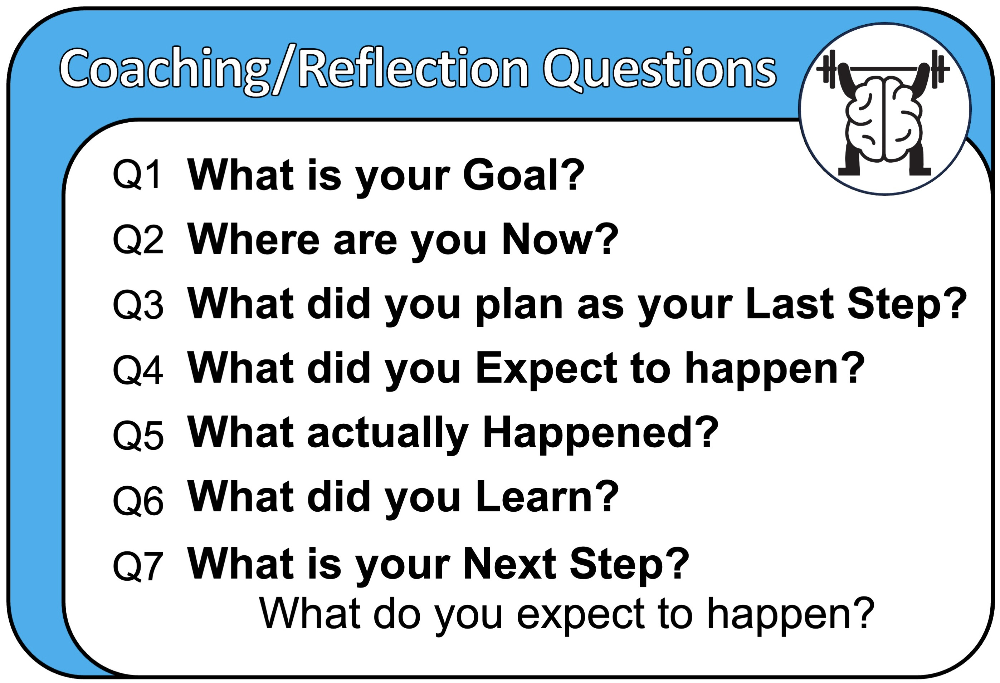 Coaching/Reflection Questions
Q1 What is your Goal?
Q2 Where are you Now?
Q3 What did you plan as your Last Step?
Q4 What did you Expect to happen?
Q5 What actually Happened?
Q6 What did you Learn?
Q7 What is your Next Step?
What do you expect to happen?